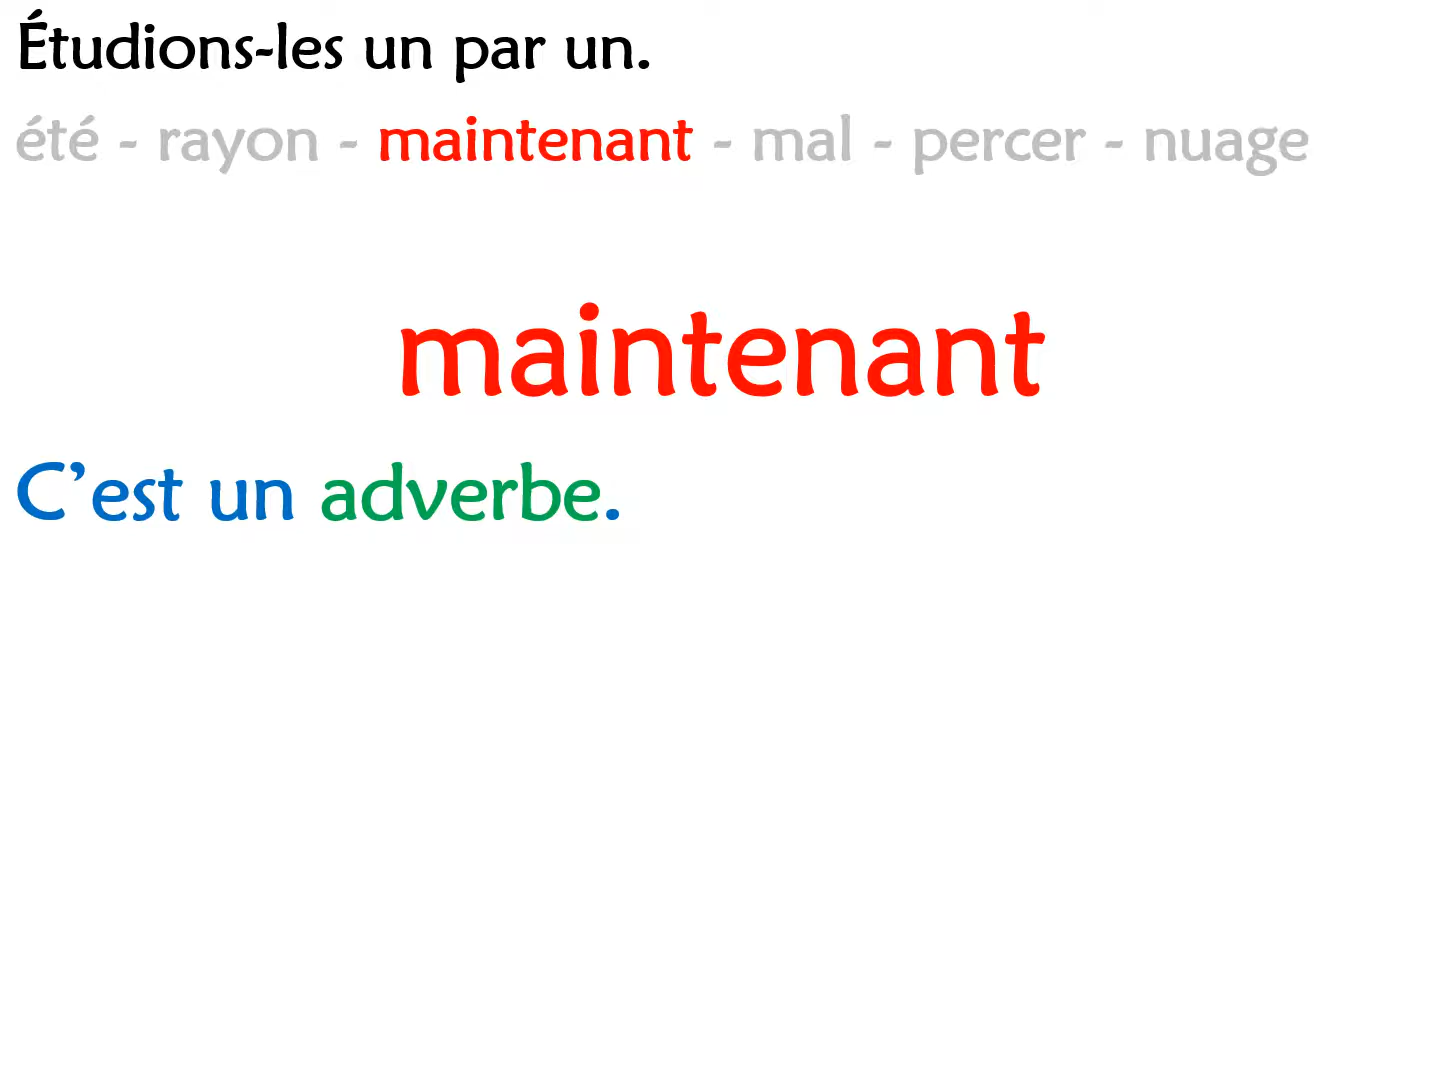 Étudions-les un par un.
été - rayon - maintenant - mal - percer - nuage
maintenant
C’est un adverbe.